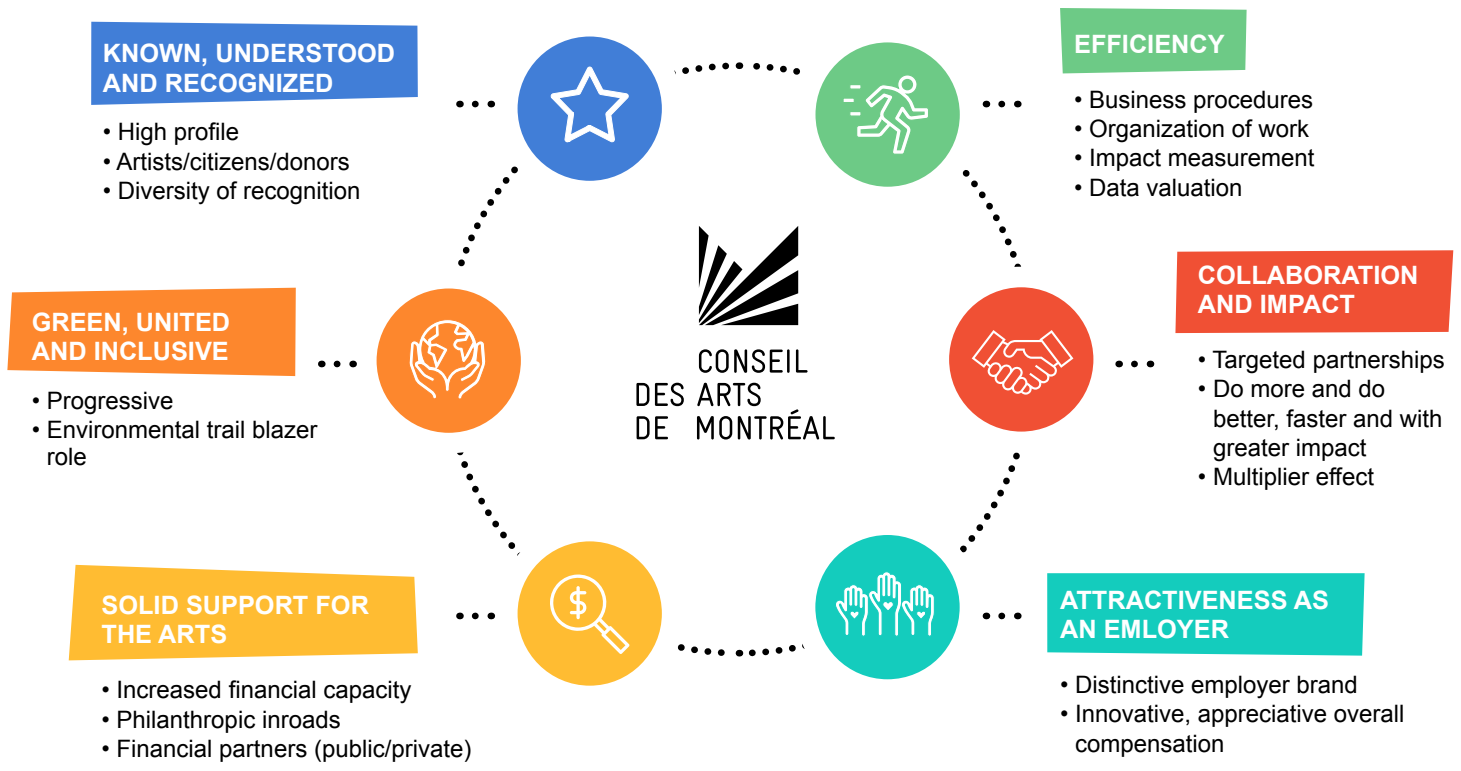 KNOWN, UNDERSTOOD
AND RECOGNIZED
• High profile
• Artists/citizens/donors
• Diversity of recognition
EFFICIENCY
• Business procedures
• Organization of work
• Impact measurement
• Data valuation
GREEN, UNITED
AND INCLUSIVE
• Progressive
• Environmental trail blazer
role
CONSEIL
DES ARTS
DE MONTRÉAL
COLLABORATION
AND IMPACT
• Targeted partnerships
• Do more and do
better, faster and with
greater impact
• Multiplier effect
SOLID SUPPORT FOR
THE ARTS
• Increased financial capacity
• Philanthropic inroads
• Financial partners (public/private)
$
ATTRACTIVENESS AS
AN EMLOYER
• Distinctive employer brand
• Innovative, appreciative overall
compensation